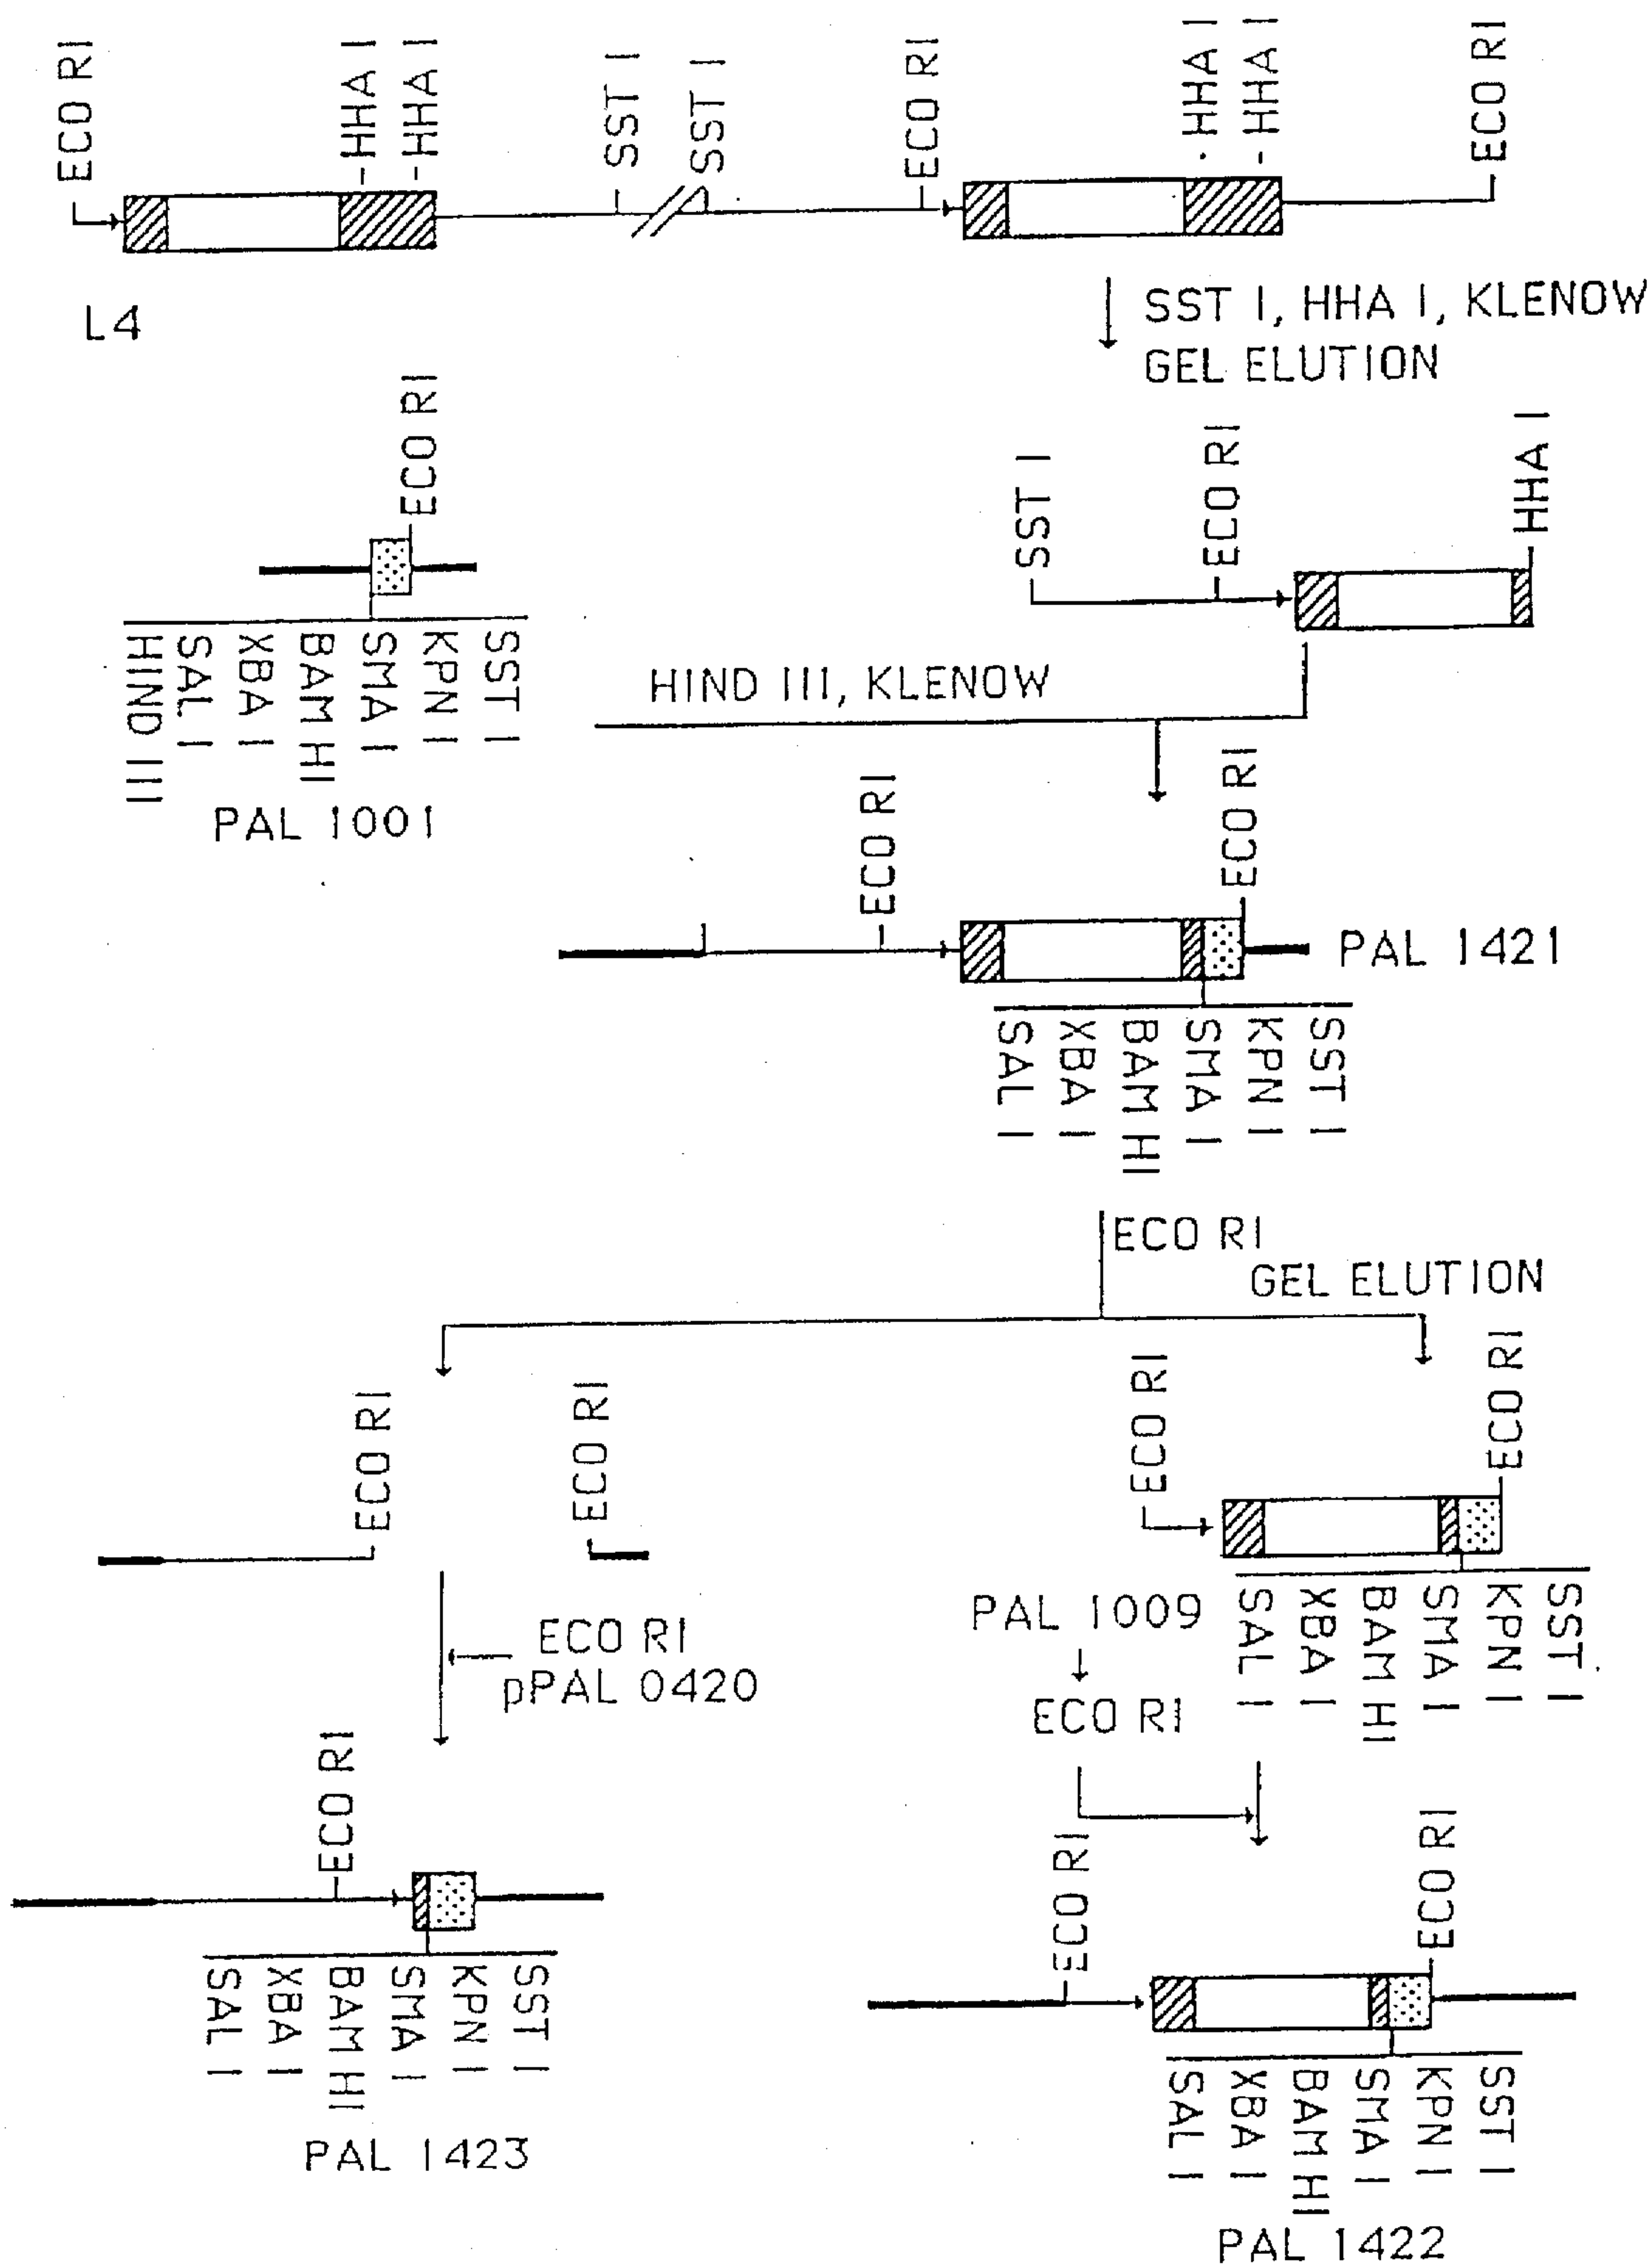 ECO RI
HHA I
HHA I
SST I
SST I
ECO RI
HHA I
HHA I
ECO RI
L4
SST I, HHA I, KLENOW
GEL ELUTION
ECO RI
SST I
ECO RI
HHA I
HIND III
SAL I
XBA I
BAM HI
SMA I
KPN I
SST I
PAL 1001
HIND III, KLENOW
ECO RI
ECO RI
PAL 1421
SAL I
XBA I
BAM HI
SMA I
KPN I
SST I
ECO RI
GEL ELUTION
ECO RI
ECO RI
ECO RI
ECO RI
ECO RI
pPAL 0420
PAL 1009
ECO RI
SAL I
XBA I
BAM HI
SMA I
KPN I
SST I
ECO RI
SAL I
XBA I
BAM HI
SMA I
KPN I
SST I
PAL 1423
ECO RI
ECO RI
SAL I
XBA I
BAM HI
SMA I
KPN I
SST I
PAL 1422